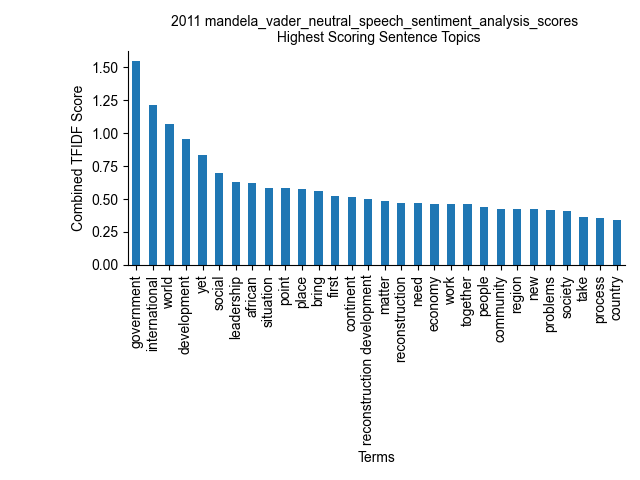 2011 mandela_vader_neutral_speech_sentiment_analysis_scores
Highest Scoring Sentence Topics
Combined TFIDF Score
1.50
1.25
1.00
0.75
0.50
0.25
0.00
government
international
world
development
yet
social
leadership
african
situation
point
place
bring
first
continent
reconstruction development
matter
reconstruction
need
economy
work
together
people
community
region
new
problems
society
take
process
country
Terms